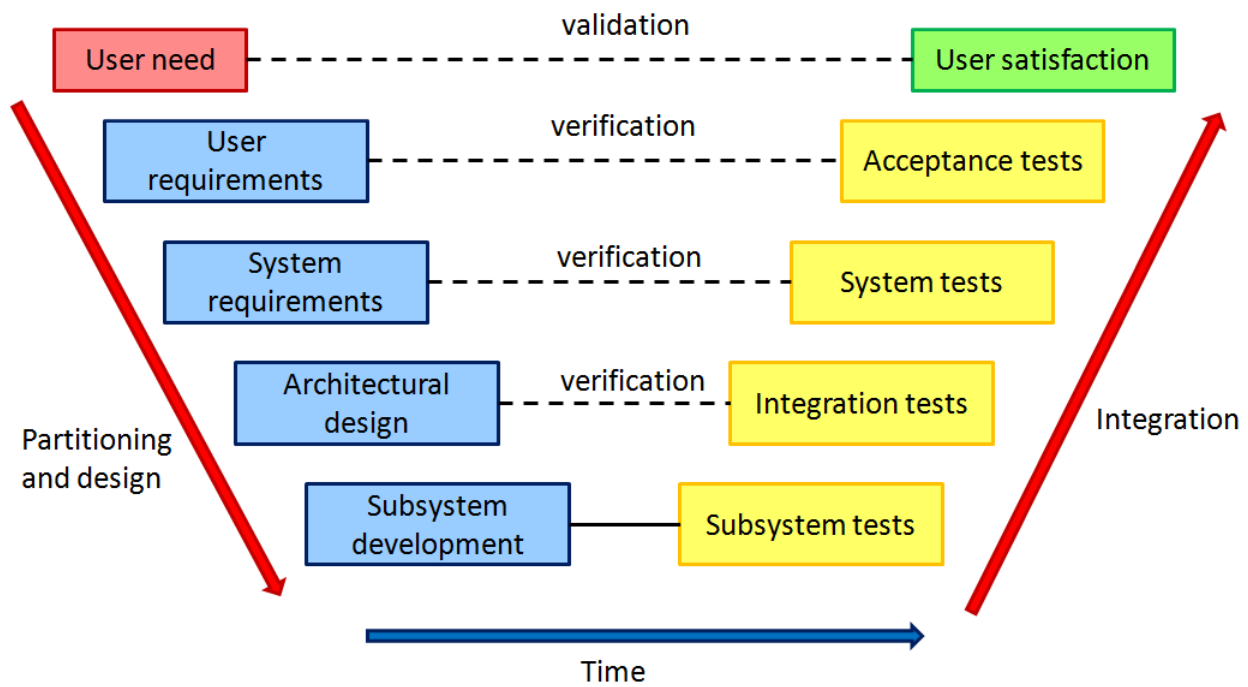 validation
User need
User satisfaction
verification
User
requirements
Acceptance tests
verification
System
requirements
System tests
verification
Architectural
design
Integration tests
Partitioning
and design
Integration
Subsystem
development
Subsystem tests
Time